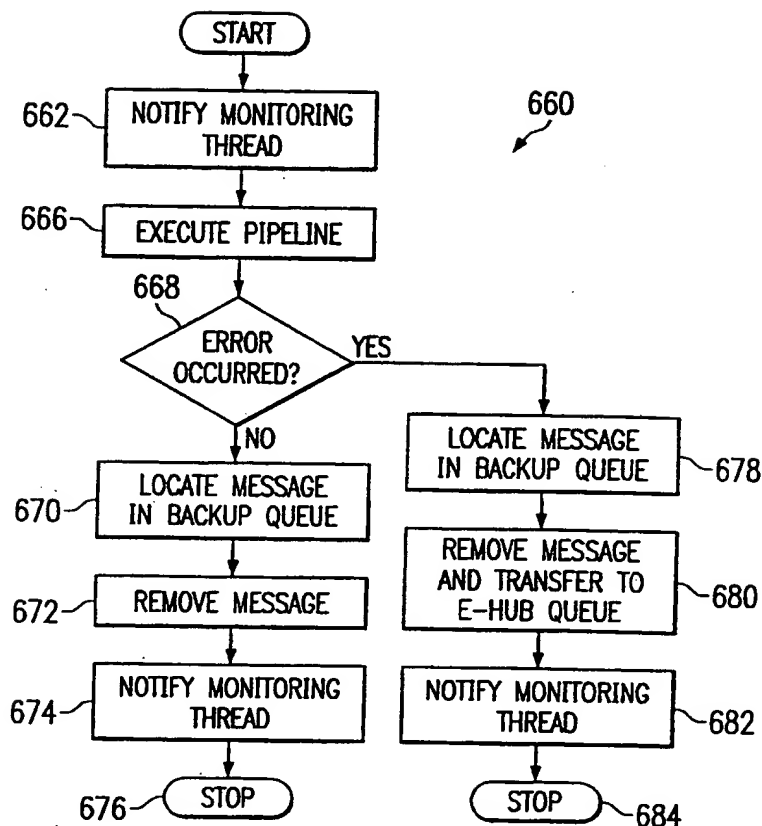 START
662
NOTIFY MONITORING
THREAD
660
666
EXECUTE PIPELINE
668
ERROR
OCCURRED?
YES
NO
670
LOCATE MESSAGE
IN BACKUP QUEUE
LOCATE MESSAGE
IN BACKUP QUEUE
678
672
REMOVE MESSAGE
REMOVE MESSAGE
AND TRANSFER TO
E-HUB QUEUE
680
674
NOTIFY MONITORING
THREAD
NOTIFY MONITORING
THREAD
682
676
STOP
STOP
684